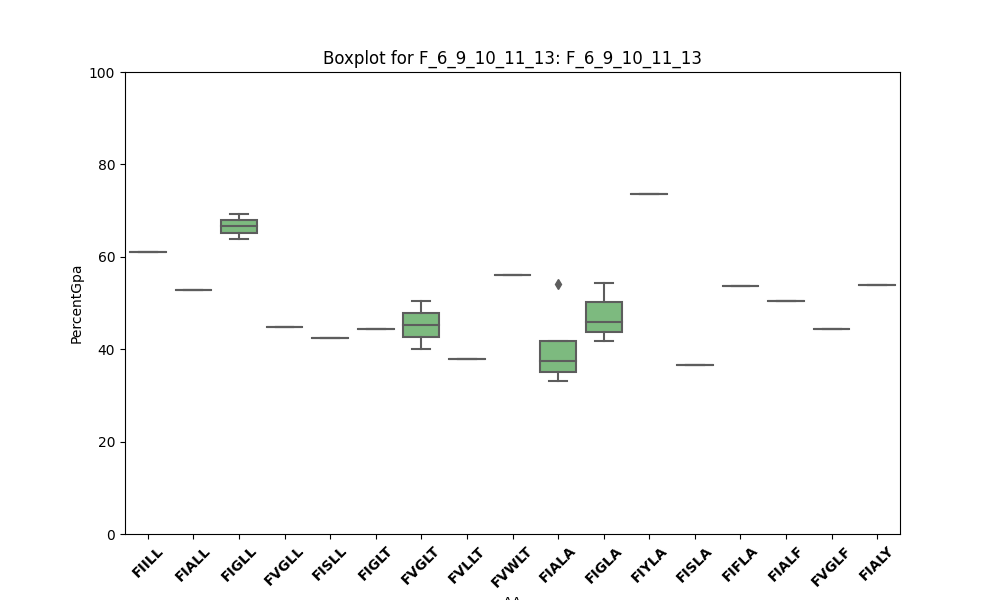 Boxplot for F_6_9_10_11_13: F_6_9_10_11_13
100
80
60
40
20
0
PercentGpa
FIILL
FIALL
FIGLL
FVGLL
FISLL
FIGLT
FVGLT
FVLLT
FVWLT
FIALA
FIGLA
FIYLA
FISLA
FIFLA
FIALF
FVGLF
FIALY